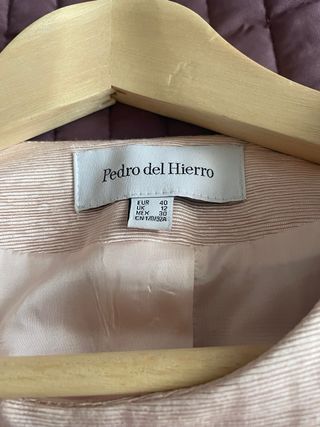 Pedro del Hierro
EUR 40
UK 12
MEX 30
CN 170/92A